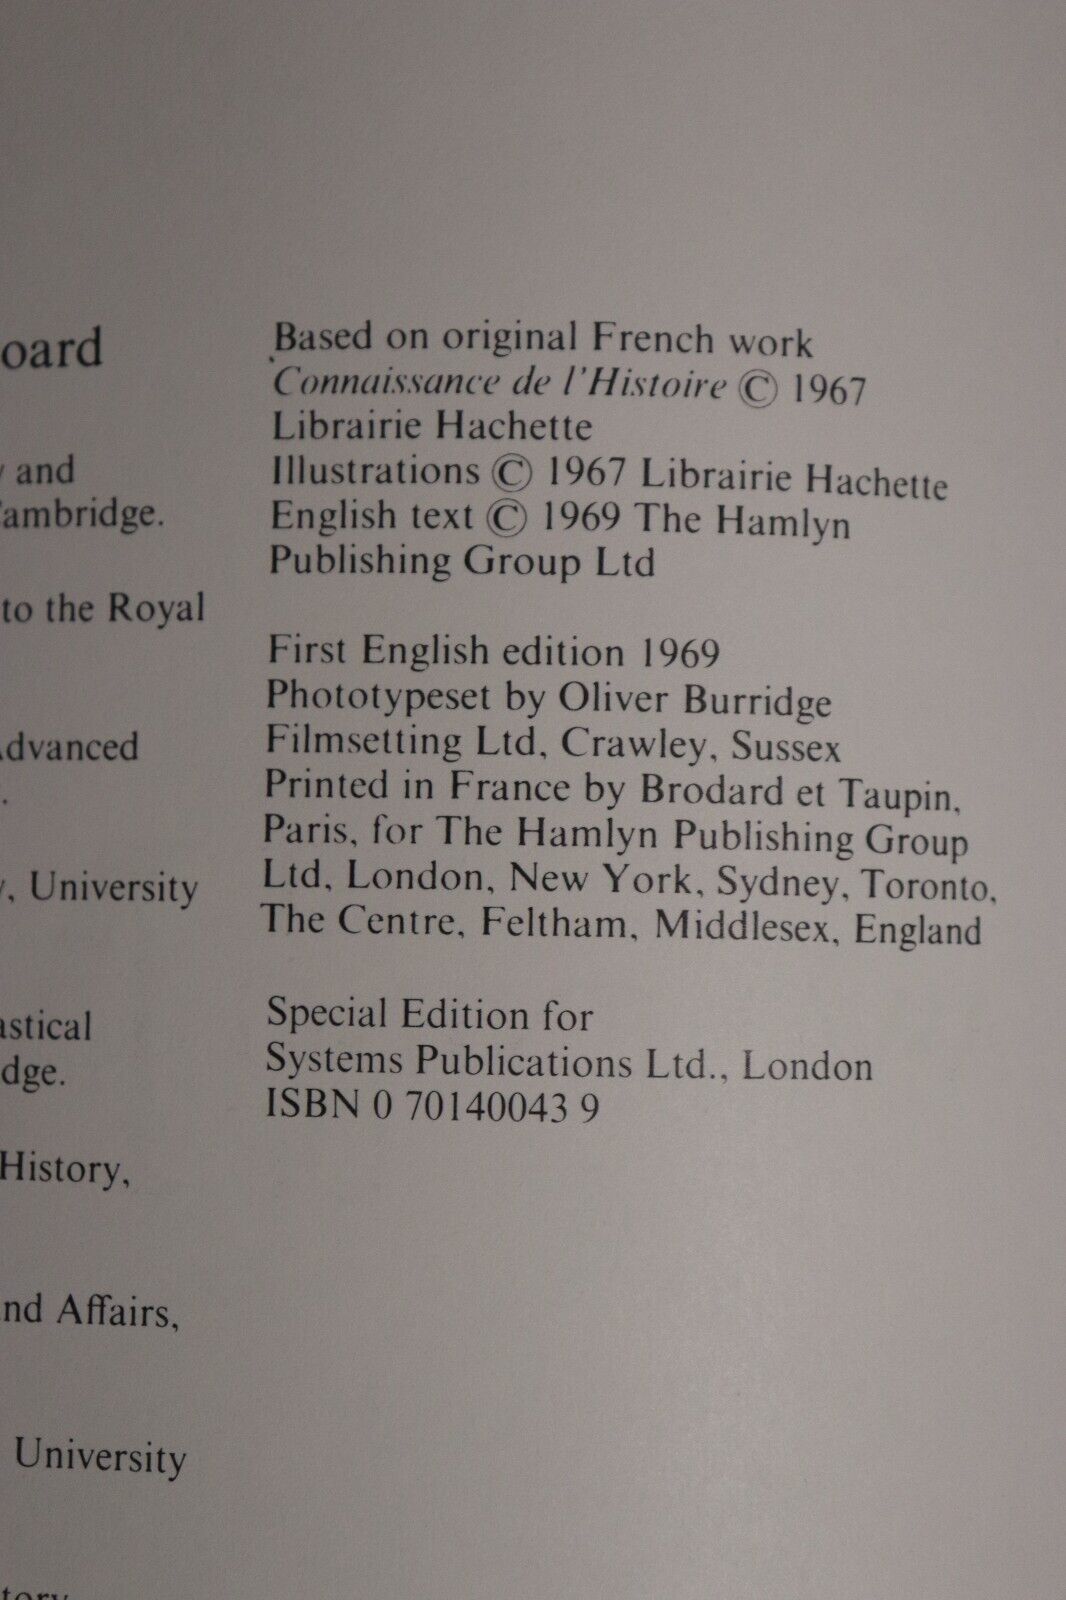 oard
and
ambridge.
to the Royal
dvanced
, University
astical
dge.
History,
nd Affairs,
University
Based on original French work
Connaissance de l'Histoire © 1967
Librairie Hachette
Illustrations © 1967 Librairie Hachette
English text © 1969 The Hamlyn
Publishing Group Ltd
First English edition 1969
Phototypeset by Oliver Burridge
Filmsetting Ltd, Crawley, Sussex
Printed in France by Brodard et Taupin,
Paris, for The Hamlyn Publishing Group
Ltd, London, New York, Sydney, Toronto,
The Centre, Feltham, Middlesex, England
Special Edition for
Systems Publications Ltd., London
ISBN 0 70140043 9